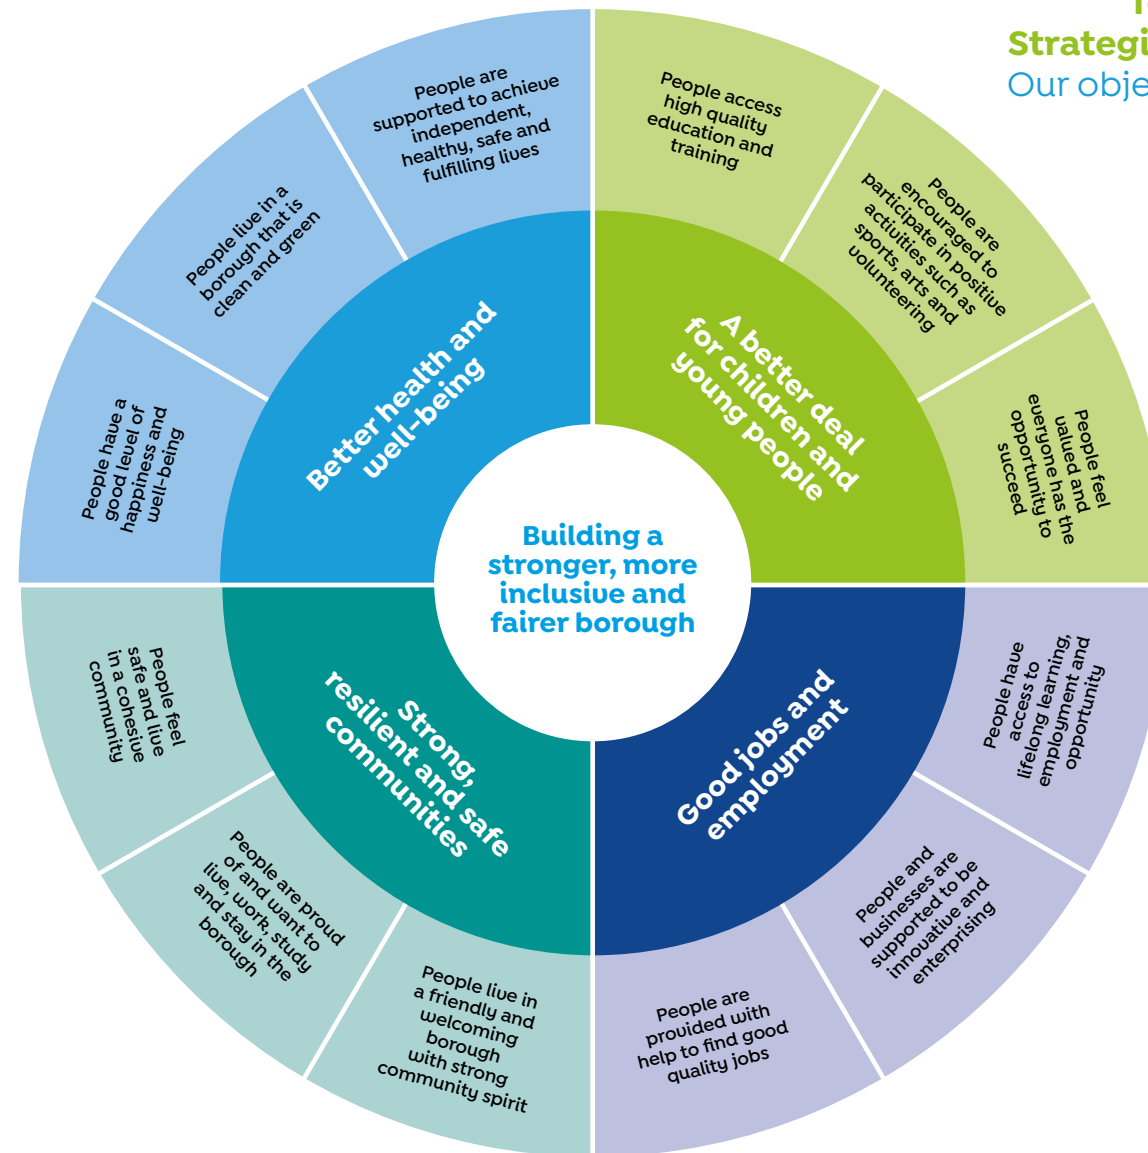 Strategi
Our obje
People access
high quality
education and
training
People are
encouraged to
participate in positive
activities such as
sports, arts and
volunteering
People feel
valued and
everyone has the
opportunity to
succeed
A better deal
for children and
young people
People have
access to
lifelong learning,
employment and
opportunity
People and
businesses are
supported to be
innovative and
enterprising
People are
provided with
help to find good
quality jobs
Good jobs and
employment
People live in
a friendly and
welcoming
borough
with strong
community spirit
People are proud
of and want to
live, work, study
and stay in the
borough
People feel
safe and live
in a cohesive
community
Strong,
resilient and safe
communities
People have a
good level of
happiness and
well-being
People live in a
borough that is
clean and green
People are
supported to achieve
independent,
healthy, safe and
fulfilling lives
Better health and
well-being
Building a
stronger, more
inclusive and
fairer borough